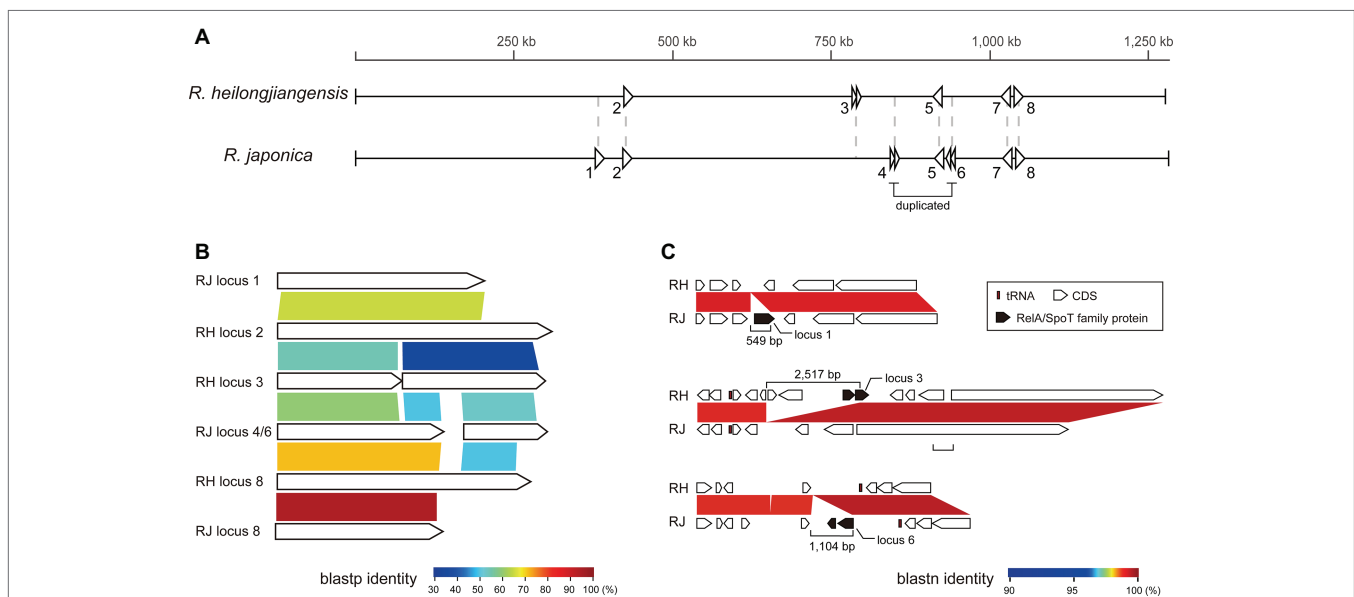 A
250 kb 500 kb 750 kb 1,000 kb 1,250 kb
R. heilongjiangensis
2 3 5 7 8
R. japonica
1 2 4 5 6 7 8
duplicated
B
RJ locus 1
RH locus 2
RH locus 3
RJ locus 4/6
RH locus 8
RJ locus 8
blastp identity
30 40 50 60 70 80 90 100 (%)
C
RH
RJ
locus 1
549 bp
tRNA CDS
RelA/SpoT family protein
2,517 bp
locus 3
RH
RJ
RH
RJ
locus 6
1,104 bp
blastn identity
90 95 100 (%)